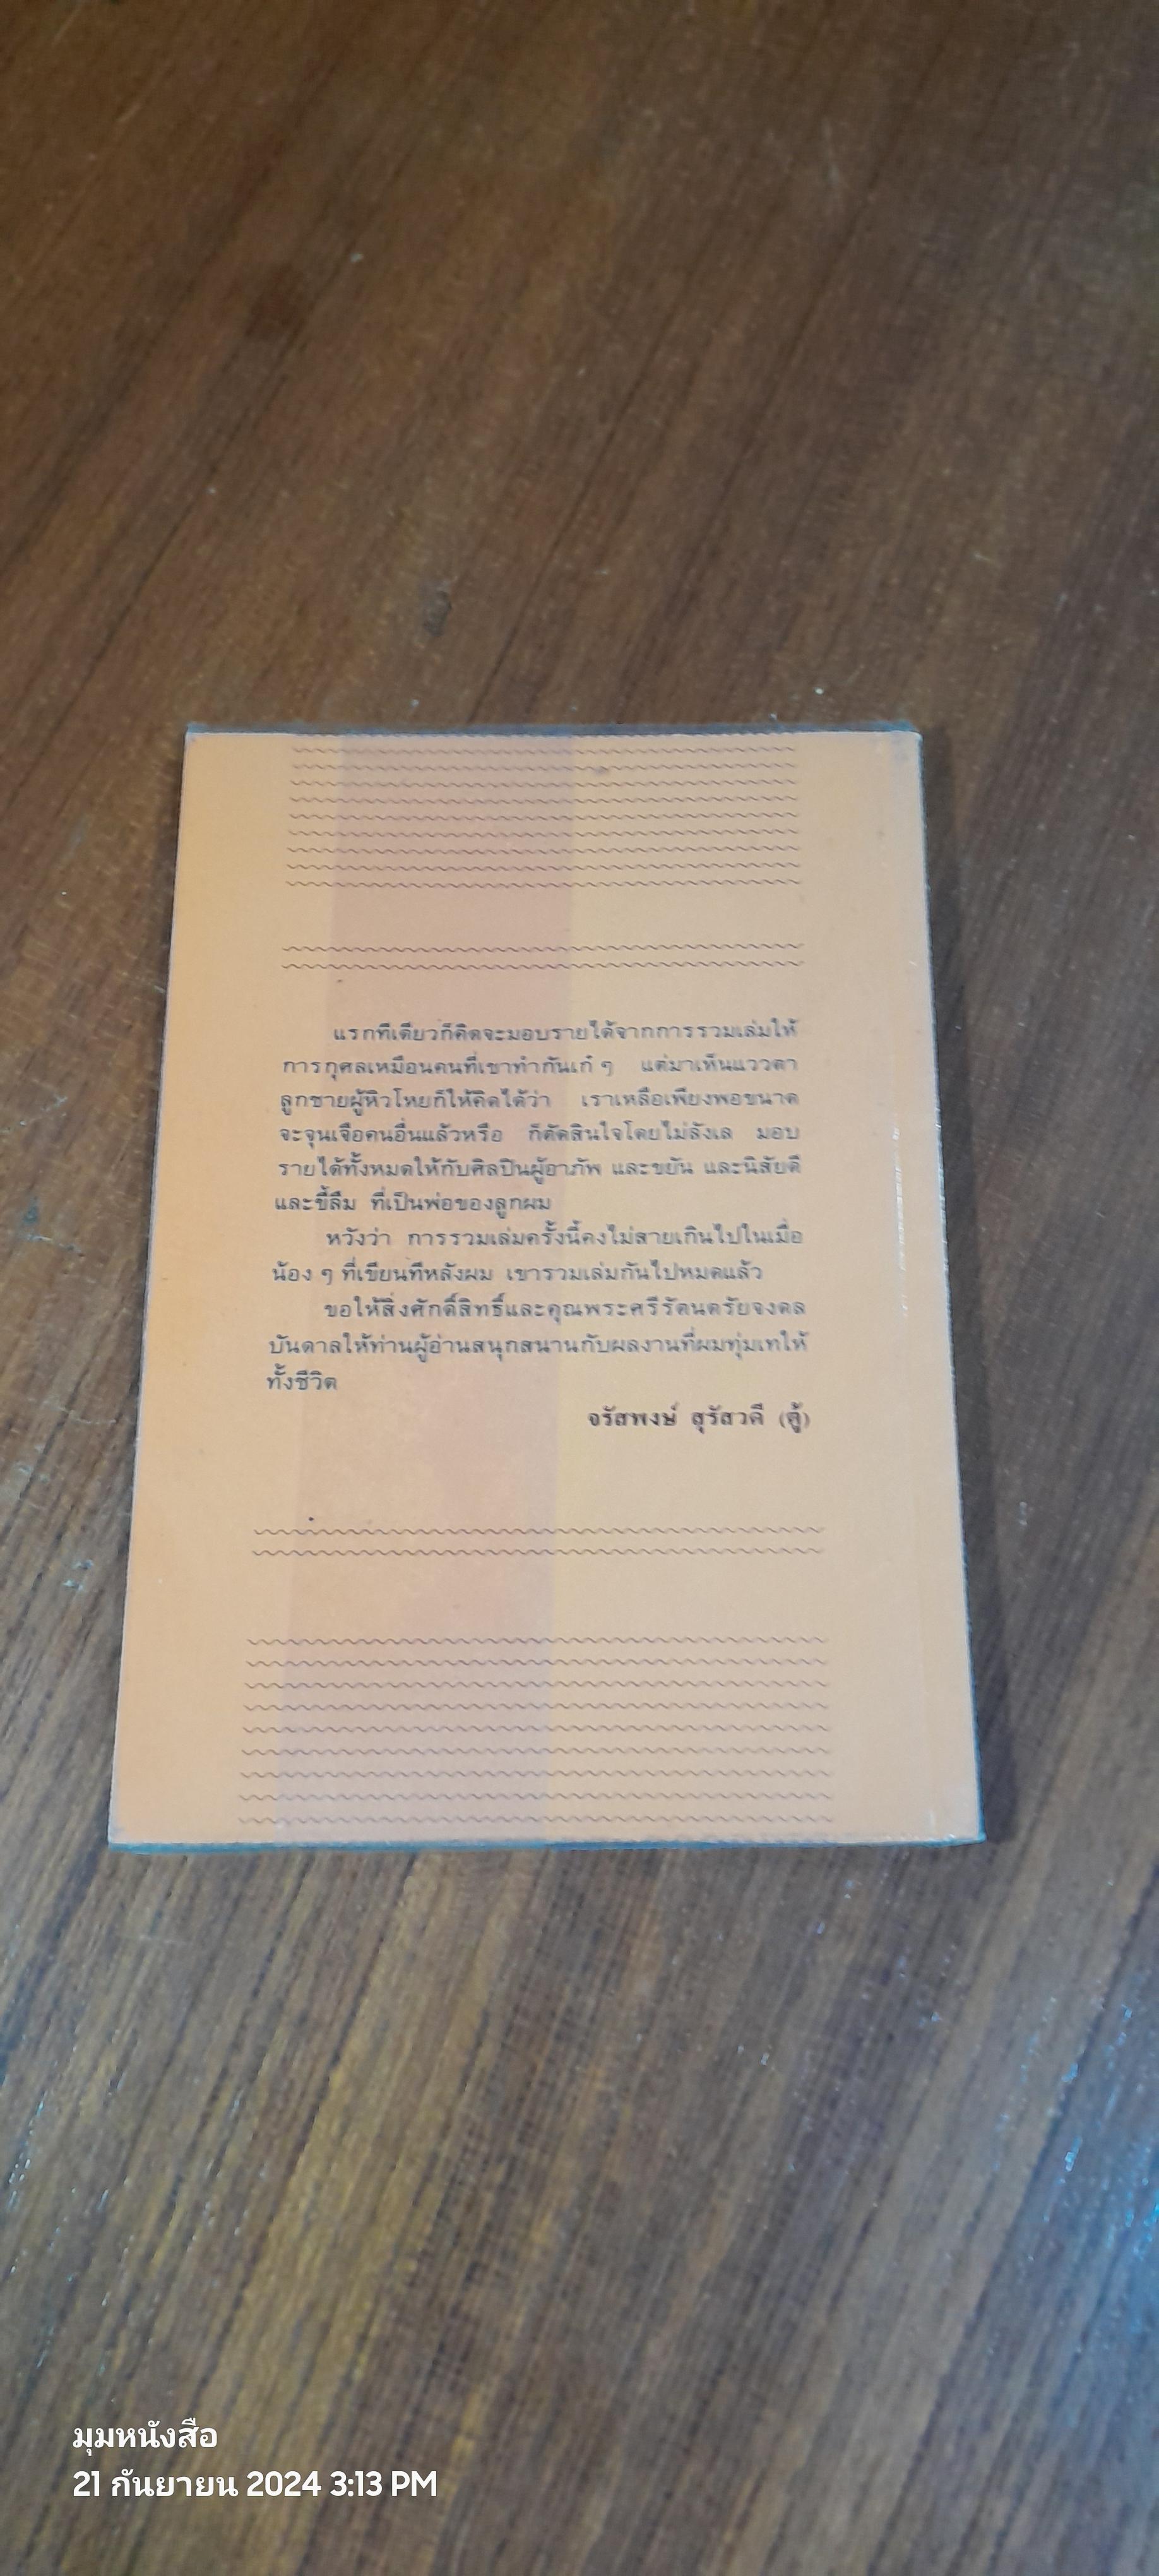 แรกทีเดียวก็คิดจะมอบรายได้จากการรวมเล่มให้
การกุศลเหมือนคนที่เขาทำกันเก๋ ๆ แต่มาเห็นแววตา
ลูกชายผู้หิวโหยก็ให้คิดได้ว่า เราเหลือเพียงพอขนาด
จะจุนเจือคนอื่นแล้วหรือ ก็ตัดสินใจโดยไม่ลังเล มอบ
รายได้ทั้งหมดให้กับศิลปินผู้อาภัพ และขยัน และนิสัยดี
และขี้ลืม ที่เป็นพ่อของลูกผม
หวังว่า การรวมเล่มครั้งนี้คงไม่สายเกินไปในเมื่อ
น้อง ๆ ที่เขียนทีหลังผม เขารวมเล่มกันไปหมดแล้ว
ขอให้สิ่งศักดิ์สิทธิ์และคุณพระศรีรัตนตรัยจงดล
บันดาลให้ท่านผู้อ่านสนุกสนานกับผลงานที่ผมทุ่มเทให้
ทั้งชีวิต
จรัสพงษ์ สุรัสวดี (ตู้)
มุมหนังสือ
21 กันยายน 2024 3:13 PM